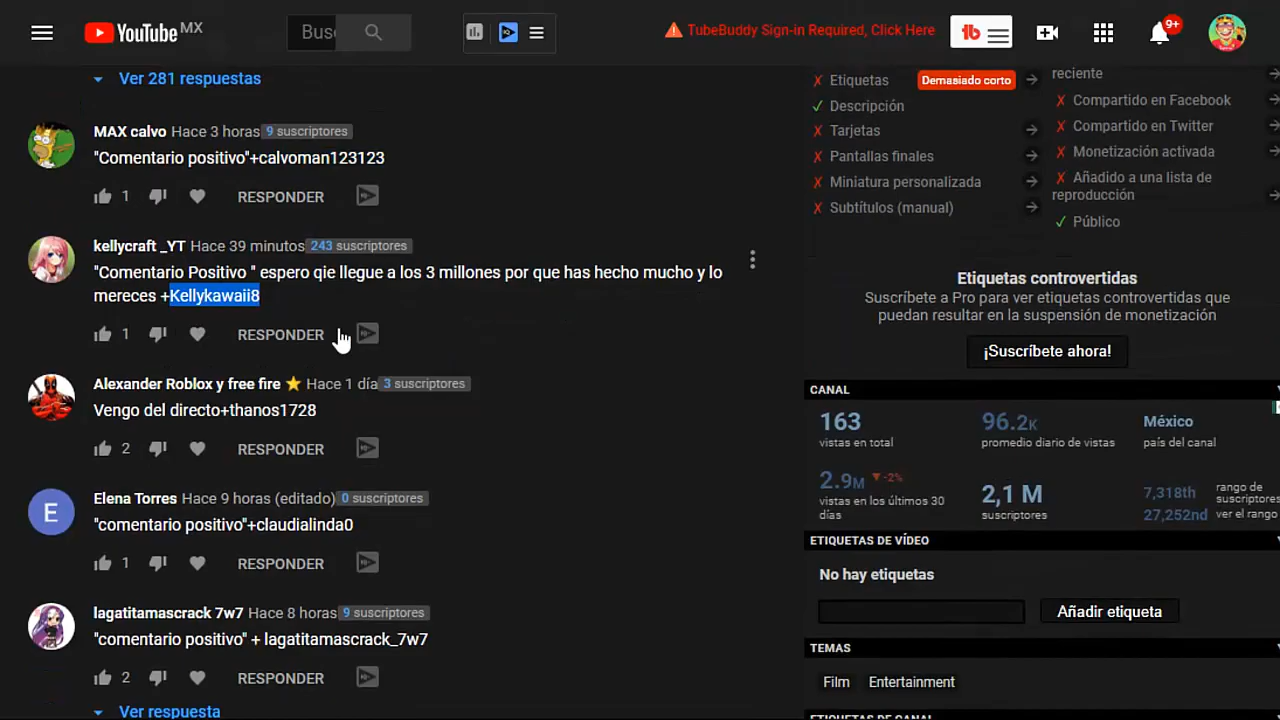 YouTube MX
Bus
TubeBuddy Sign-in Required, Click Here
tb
9+
Ver 281 respuestas
MAX calvo Hace 3 horas 9 suscriptores
"Comentario positivo"+calvoman123123
1 RESPONDER
kellycraft _YT Hace 39 minutos 243 suscriptores
"Comentario Positivo " espero qie llegue a los 3 millones por que has hecho mucho y lo
mereces +Kellykawaii8
1 RESPONDER
Alexander Roblox y free fire ⭐ Hace 1 día 3 suscriptores
Vengo del directo+thanos1728
2 RESPONDER
E
Elena Torres Hace 9 horas (editado) 0 suscriptores
"comentario positivo"+claudialinda0
1 RESPONDER
lagatitamascrack 7w7 Hace 8 horas 9 suscriptores
"comentario positivo" + lagatitamascrack_7w7
2 RESPONDER
Ver respuesta
✗ Etiquetas Demasiado corto
✓ Descripción
✗ Tarjetas
✗ Pantallas finales
✗ Miniatura personalizada
✗ Subtítulos (manual)
reciente
✗ Compartido en Facebook
✗ Compartido en Twitter
✗ Monetización activada
✗ Añadido a una lista de
reproducción
✓ Público
Etiquetas controvertidas
Suscríbete a Pro para ver etiquetas controvertidas que
puedan resultar en la suspensión de monetización
¡Suscríbete ahora!
CANAL
163
vistas en total
96.2K
promedio diario de vistas
México
país del canal
2.9M ▼-2%
vistas en los últimos 30
días
2,1 M
suscriptores
7,318th rango de
suscriptores
27,252nd ver el rango
ETIQUETAS DE VÍDEO
No hay etiquetas
Añadir etiqueta
TEMAS
Film Entertainment
ETIQUETAS DE CANAL